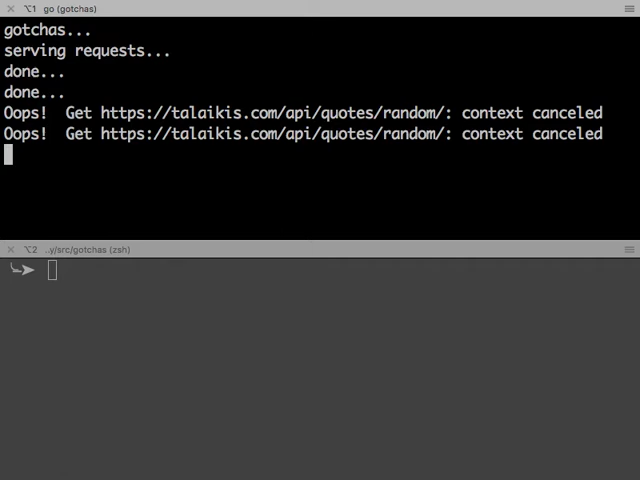 ⌥1 go (gotchas)
gotchas...
serving requests...
done...
done...
Oops!  Get https://talaikis.com/api/quotes/random/: context canceled
Oops!  Get https://talaikis.com/api/quotes/random/: context canceled
⌥2 ..y/src/gotchas (zsh)